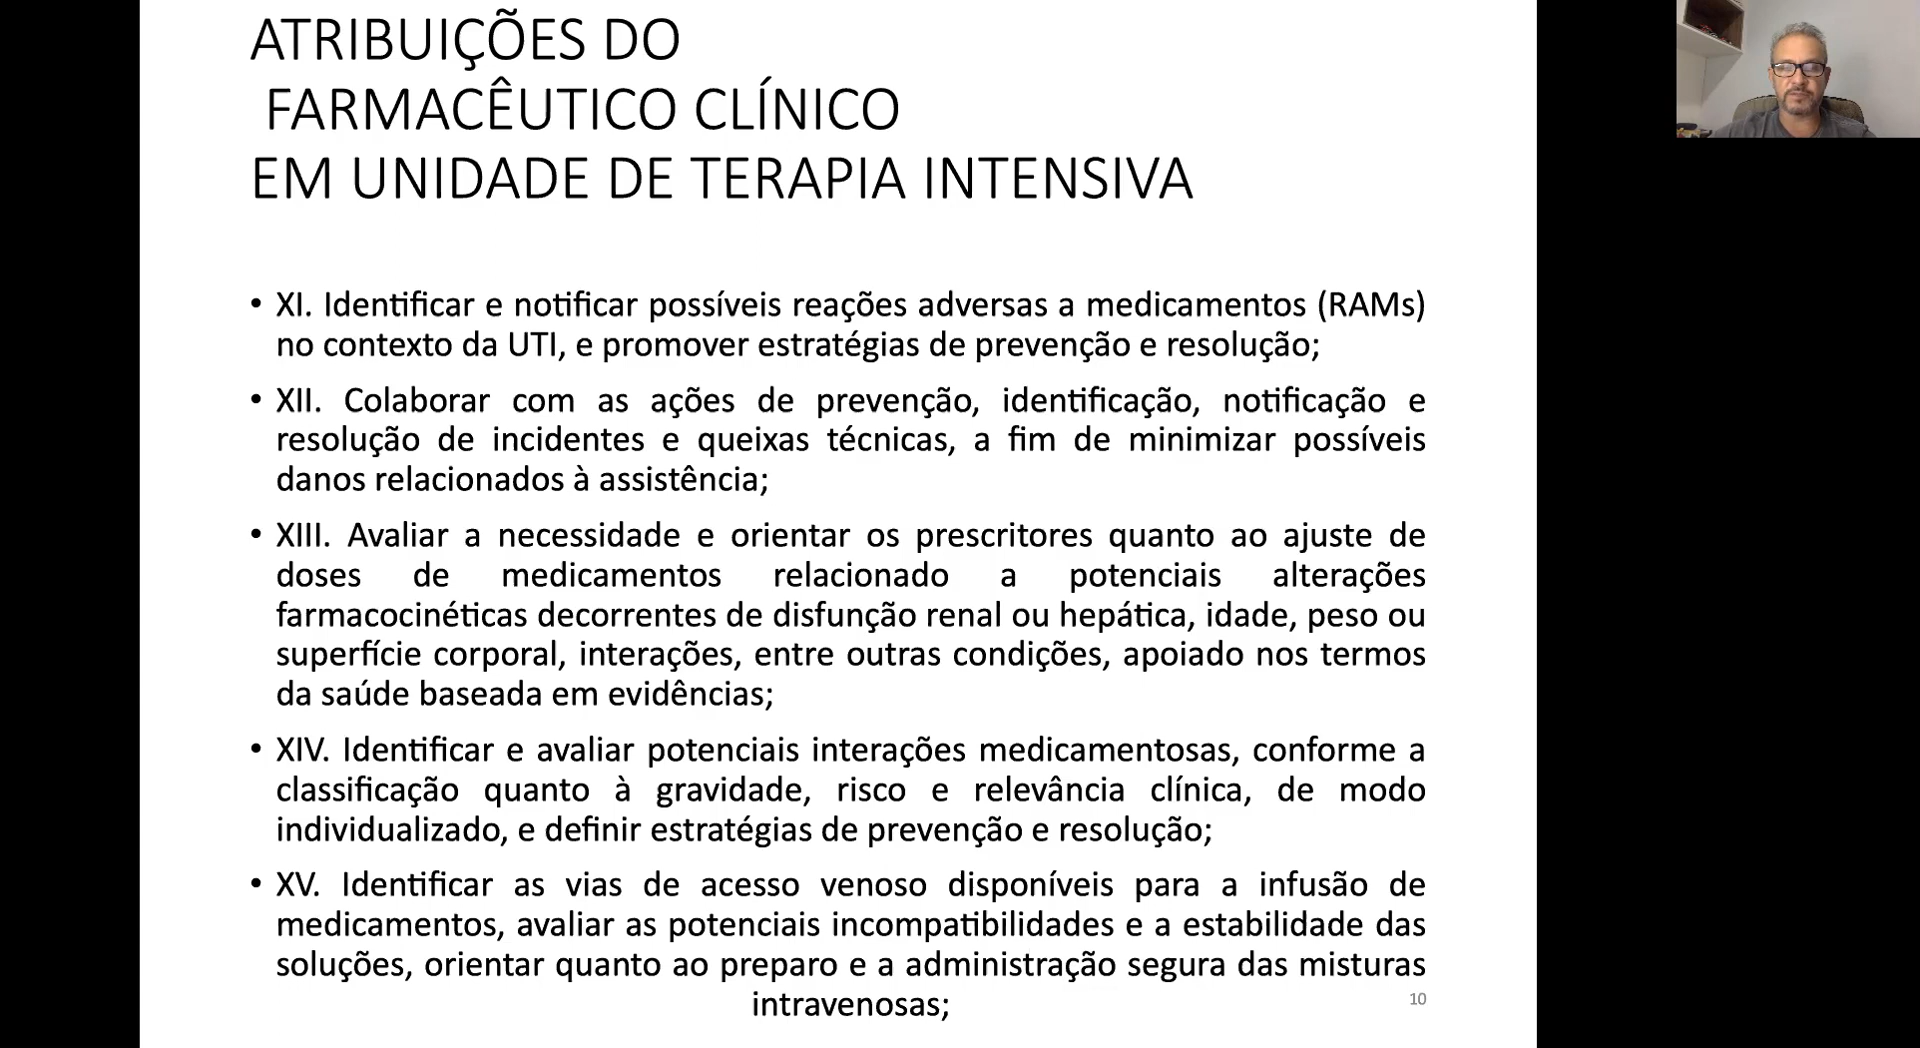 ATRIBUIÇÕES DO
FARMACÊUTICO CLÍNICO
EM UNIDADE DE TERAPIA INTENSIVA
• XI. Identificar e notificar possíveis reações adversas a medicamentos (RAMs)
no contexto da UTI, e promover estratégias de prevenção e resolução;
• XII. Colaborar com as ações de prevenção, identificação, notificação e
resolução de incidentes e queixas técnicas, a fim de minimizar possíveis
danos relacionados à assistência;
• XIII. Avaliar a necessidade e orientar os prescritores quanto ao ajuste de
doses de medicamentos relacionado a potenciais alterações
farmacocinéticas decorrentes de disfunção renal ou hepática, idade, peso ou
superfície corporal, interações, entre outras condições, apoiado nos termos
da saúde baseada em evidências;
• XIV. Identificar e avaliar potenciais interações medicamentosas, conforme a
classificação quanto à gravidade, risco e relevância clínica, de modo
individualizado, e definir estratégias de prevenção e resolução;
• XV. Identificar as vias de acesso venoso disponíveis para a infusão de
medicamentos, avaliar as potenciais incompatibilidades e a estabilidade das
soluções, orientar quanto ao preparo e a administração segura das misturas
intravenosas;
10